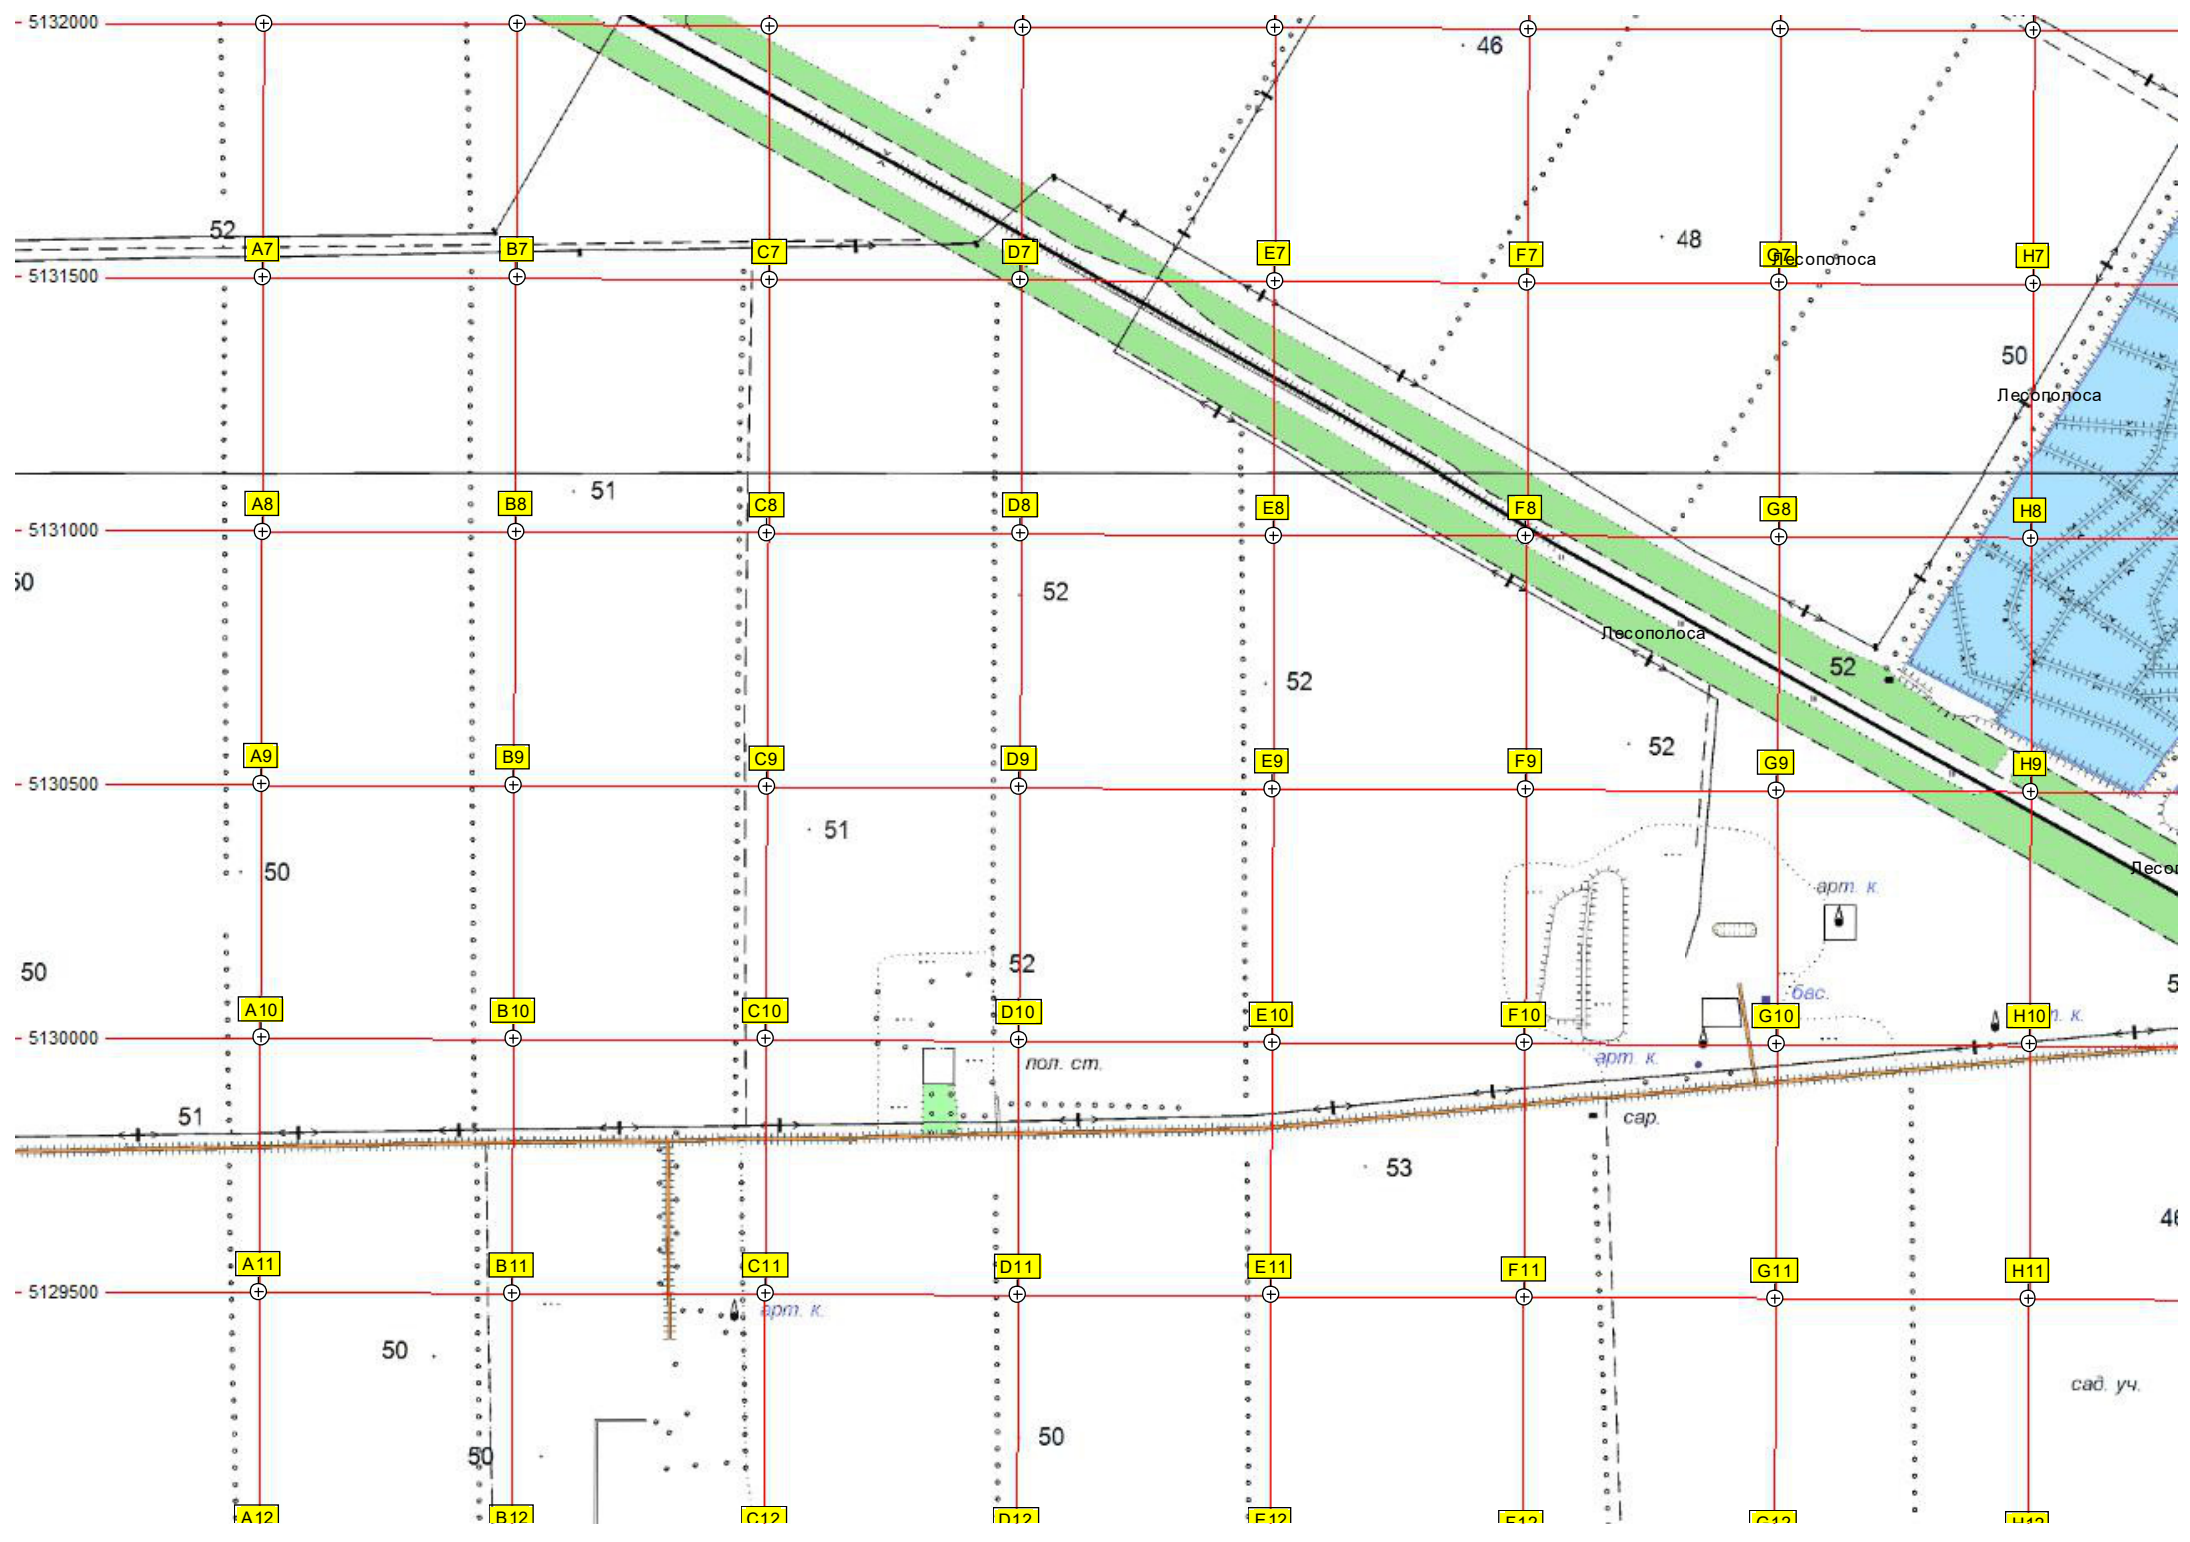 5132000
46
52
A7
B7
C7
D7
E7
F7
48
G7
Лесополоса
H7
5131500
50
Лесополоса
51
A8
B8
C8
D8
E8
F8
G8
H8
5131000
50
52
Лесополоса
52
52
52
A9
B9
C9
D9
E9
F9
G9
H9
5130500
51
50
арт. к.
52
50
бас.
A10
B10
C10
D10
E10
F10
G10
H10
к.
5130000
пол. ст.
арт. к.
51
сар.
53
A11
B11
C11
D11
E11
F11
G11
H11
5129500
арт. к.
50
сад. уч.
50
50
A12
B12
C12
D12
E12
F12
G12
H12